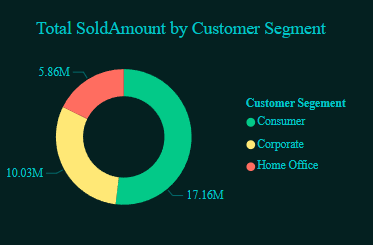 Total SoldAmount by Customer Segment
5.86M
10.03M
17.16M
Customer Segement
Consumer
Corporate
Home Office